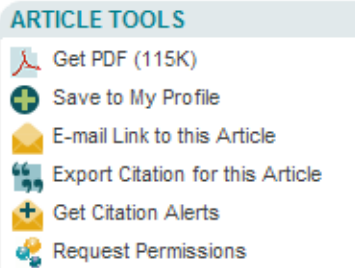 ARTICLE TOOLS
Get PDF (115K)
Save to My Profile
E-mail Link to this Article
Export Citation for this Article
Get Citation Alerts
Request Permissions